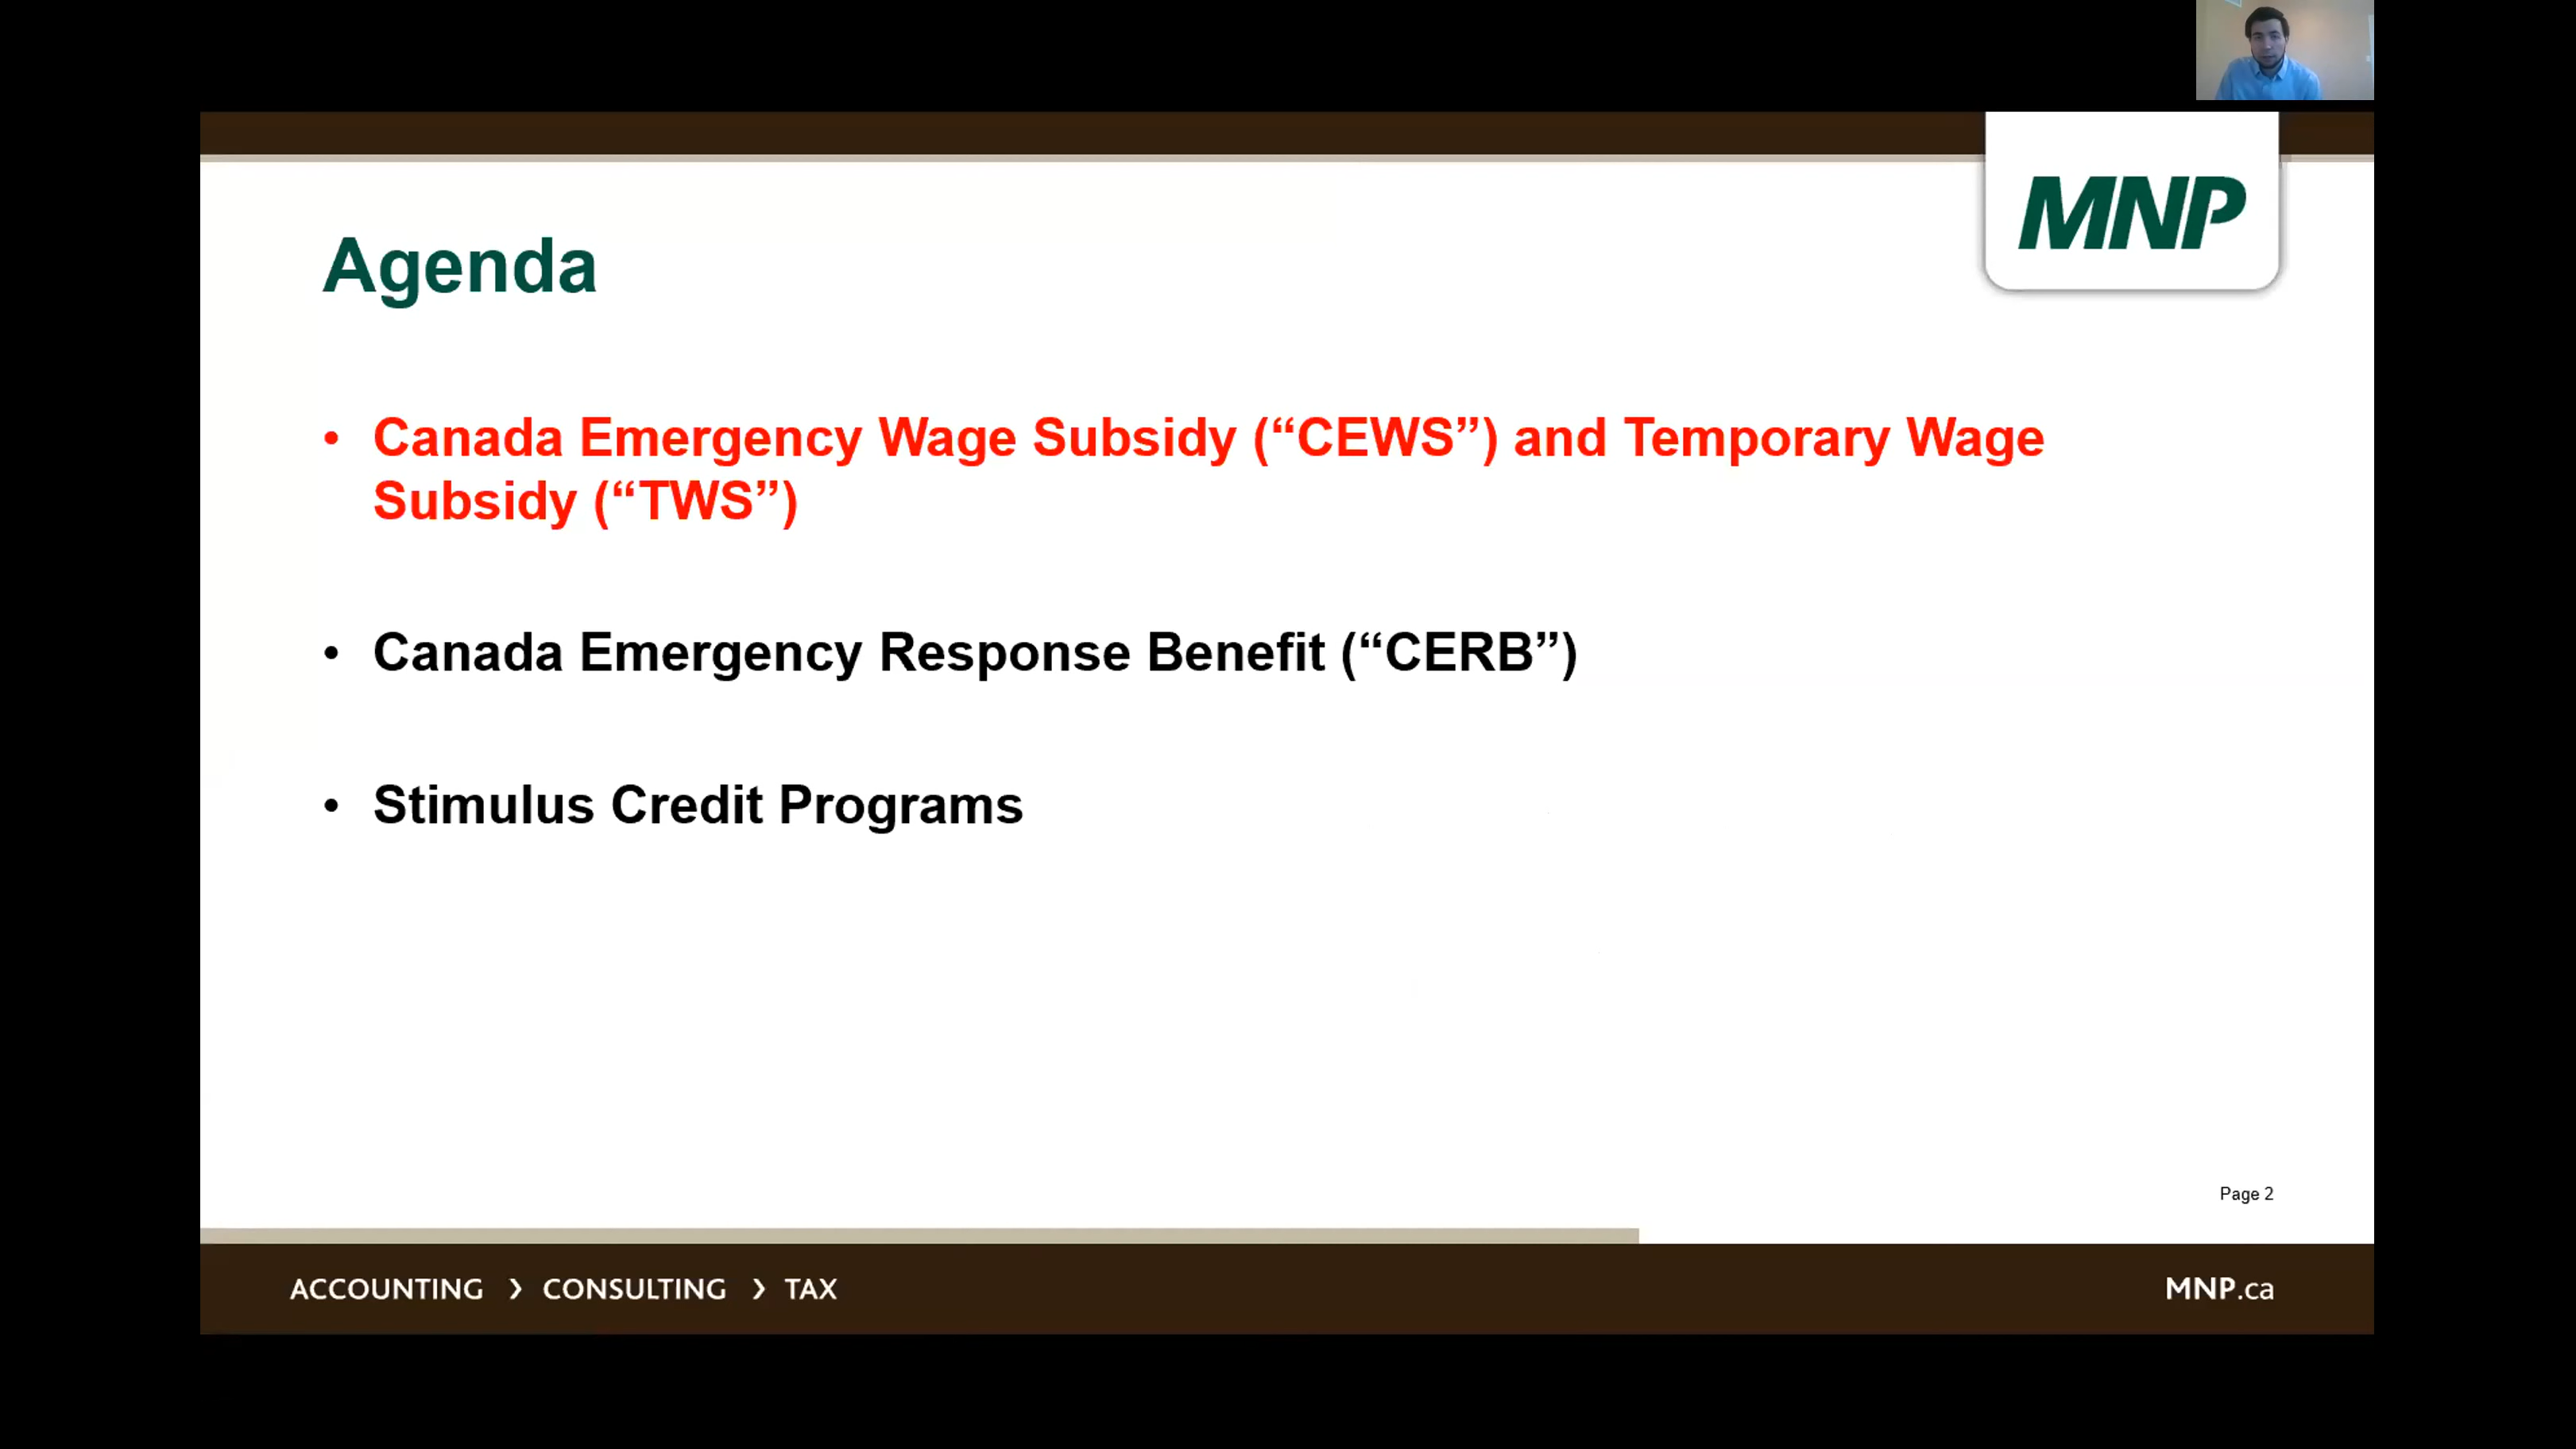 MNP
Agenda
• Canada Emergency Wage Subsidy (“CEWS”) and Temporary Wage
Subsidy (“TWS”)
• Canada Emergency Response Benefit (“CERB”)
• Stimulus Credit Programs
Page 2
ACCOUNTING › CONSULTING › TAX
MNP.ca